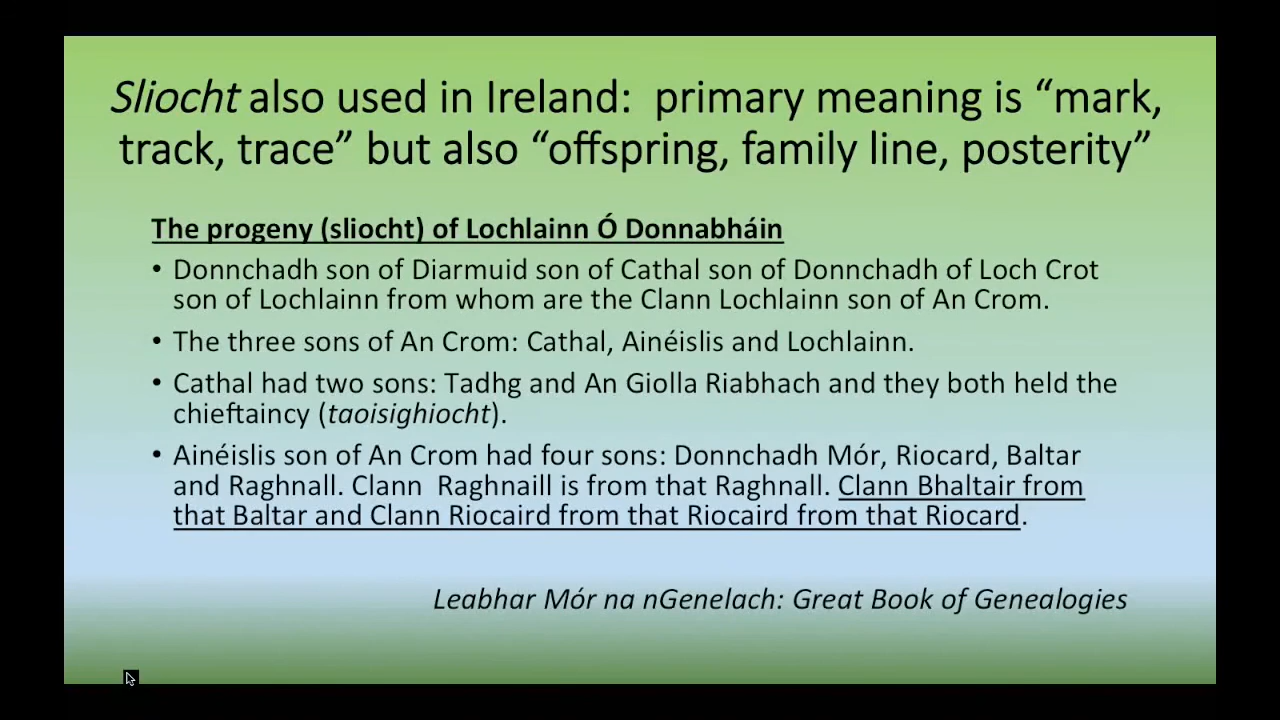 Sliocht also used in Ireland:  primary meaning is “mark,
track, trace” but also “offspring, family line, posterity”
The progeny (sliocht) of Lochlainn Ó Donnabháin
• Donnchadh son of Diarmuid son of Cathal son of Donnchadh of Loch Crot
son of Lochlainn from whom are the Clann Lochlainn son of An Crom.
• The three sons of An Crom: Cathal, Ainéislis and Lochlainn.
• Cathal had two sons: Tadhg and An Giolla Riabhach and they both held the
chieftaincy (taoisighiocht).
• Ainéislis son of An Crom had four sons: Donnchadh Mór, Riocard, Baltar
and Raghnall. Clann  Raghnaill is from that Raghnall. Clann Bhaltair from
that Baltar and Clann Riocaird from that Riocaird from that Riocard.
Leabhar Mór na nGenelach: Great Book of Genealogies